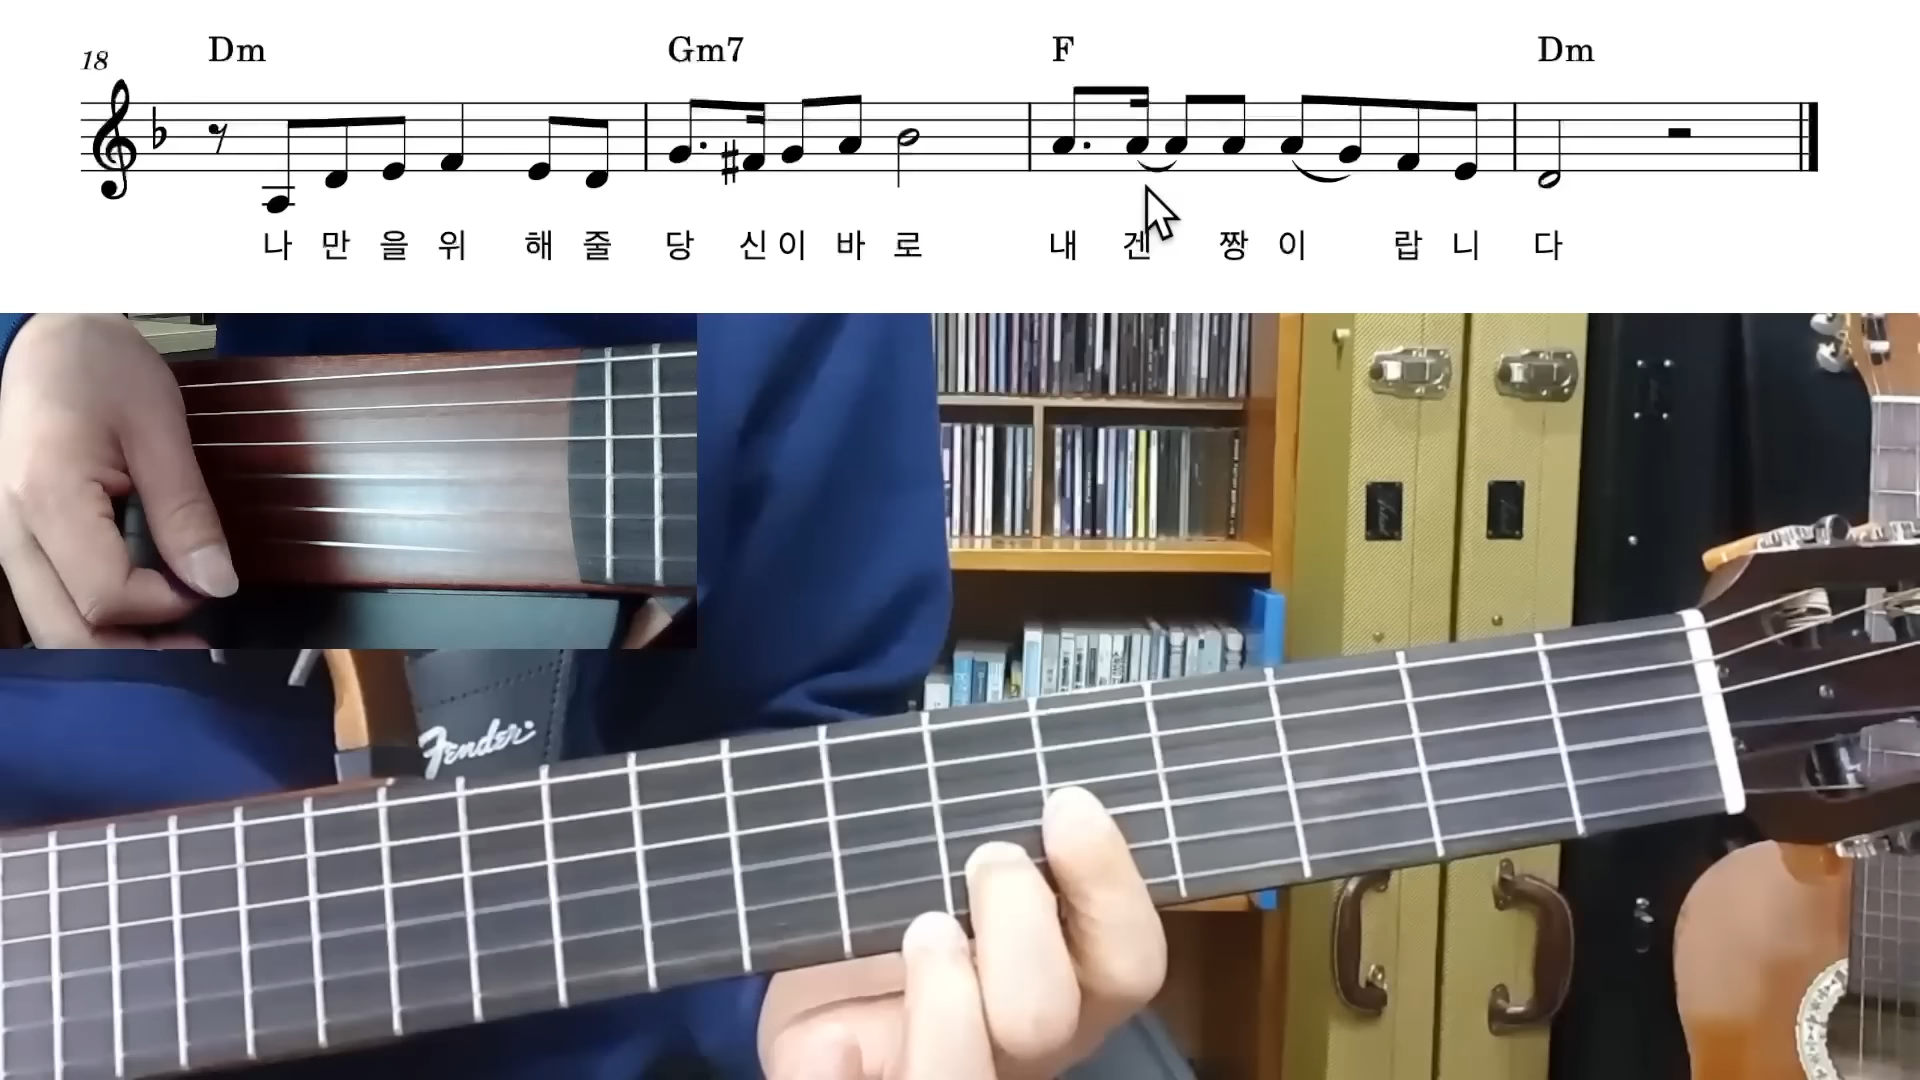 Dm Gm7 F Dm
18
나 만 을 위 해 줄 당 신 이 바 로 내 겐 짱 이 랍 니 다
Fender